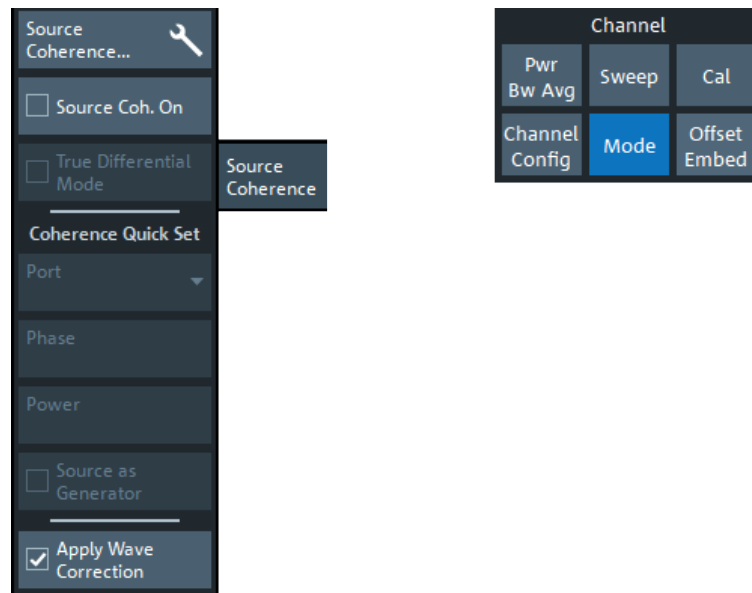 Source
Coherence...
Source Coh. On
True Differential
Mode
Source
Coherence
Coherence Quick Set
Port
Phase
Power
Source as
Generator
Apply Wave
Correction
Channel
Pwr
Bw Avg
Sweep
Cal
Channel
Config
Mode
Offset
Embed